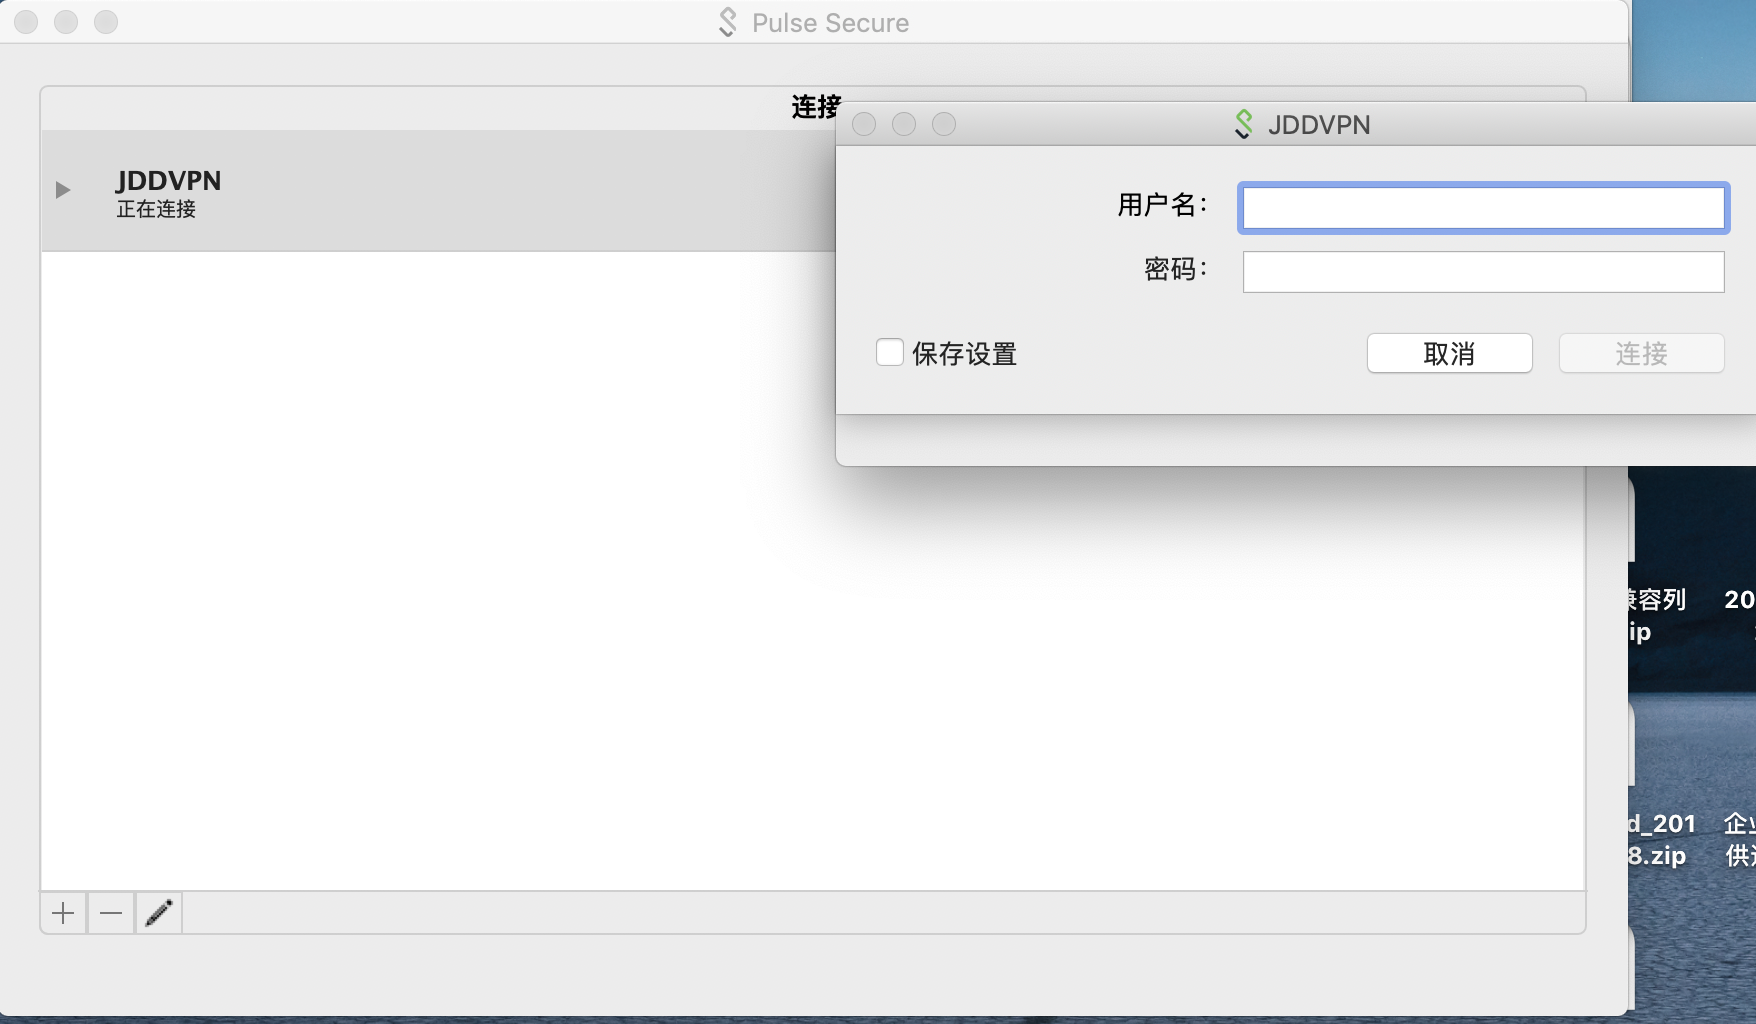 Pulse Secure
连接
JDDVPN
正在连接
JDDVPN
用户名：
密码：
保存设置
取消
连接
容列
ip
20
d_201
8.zip
企
供